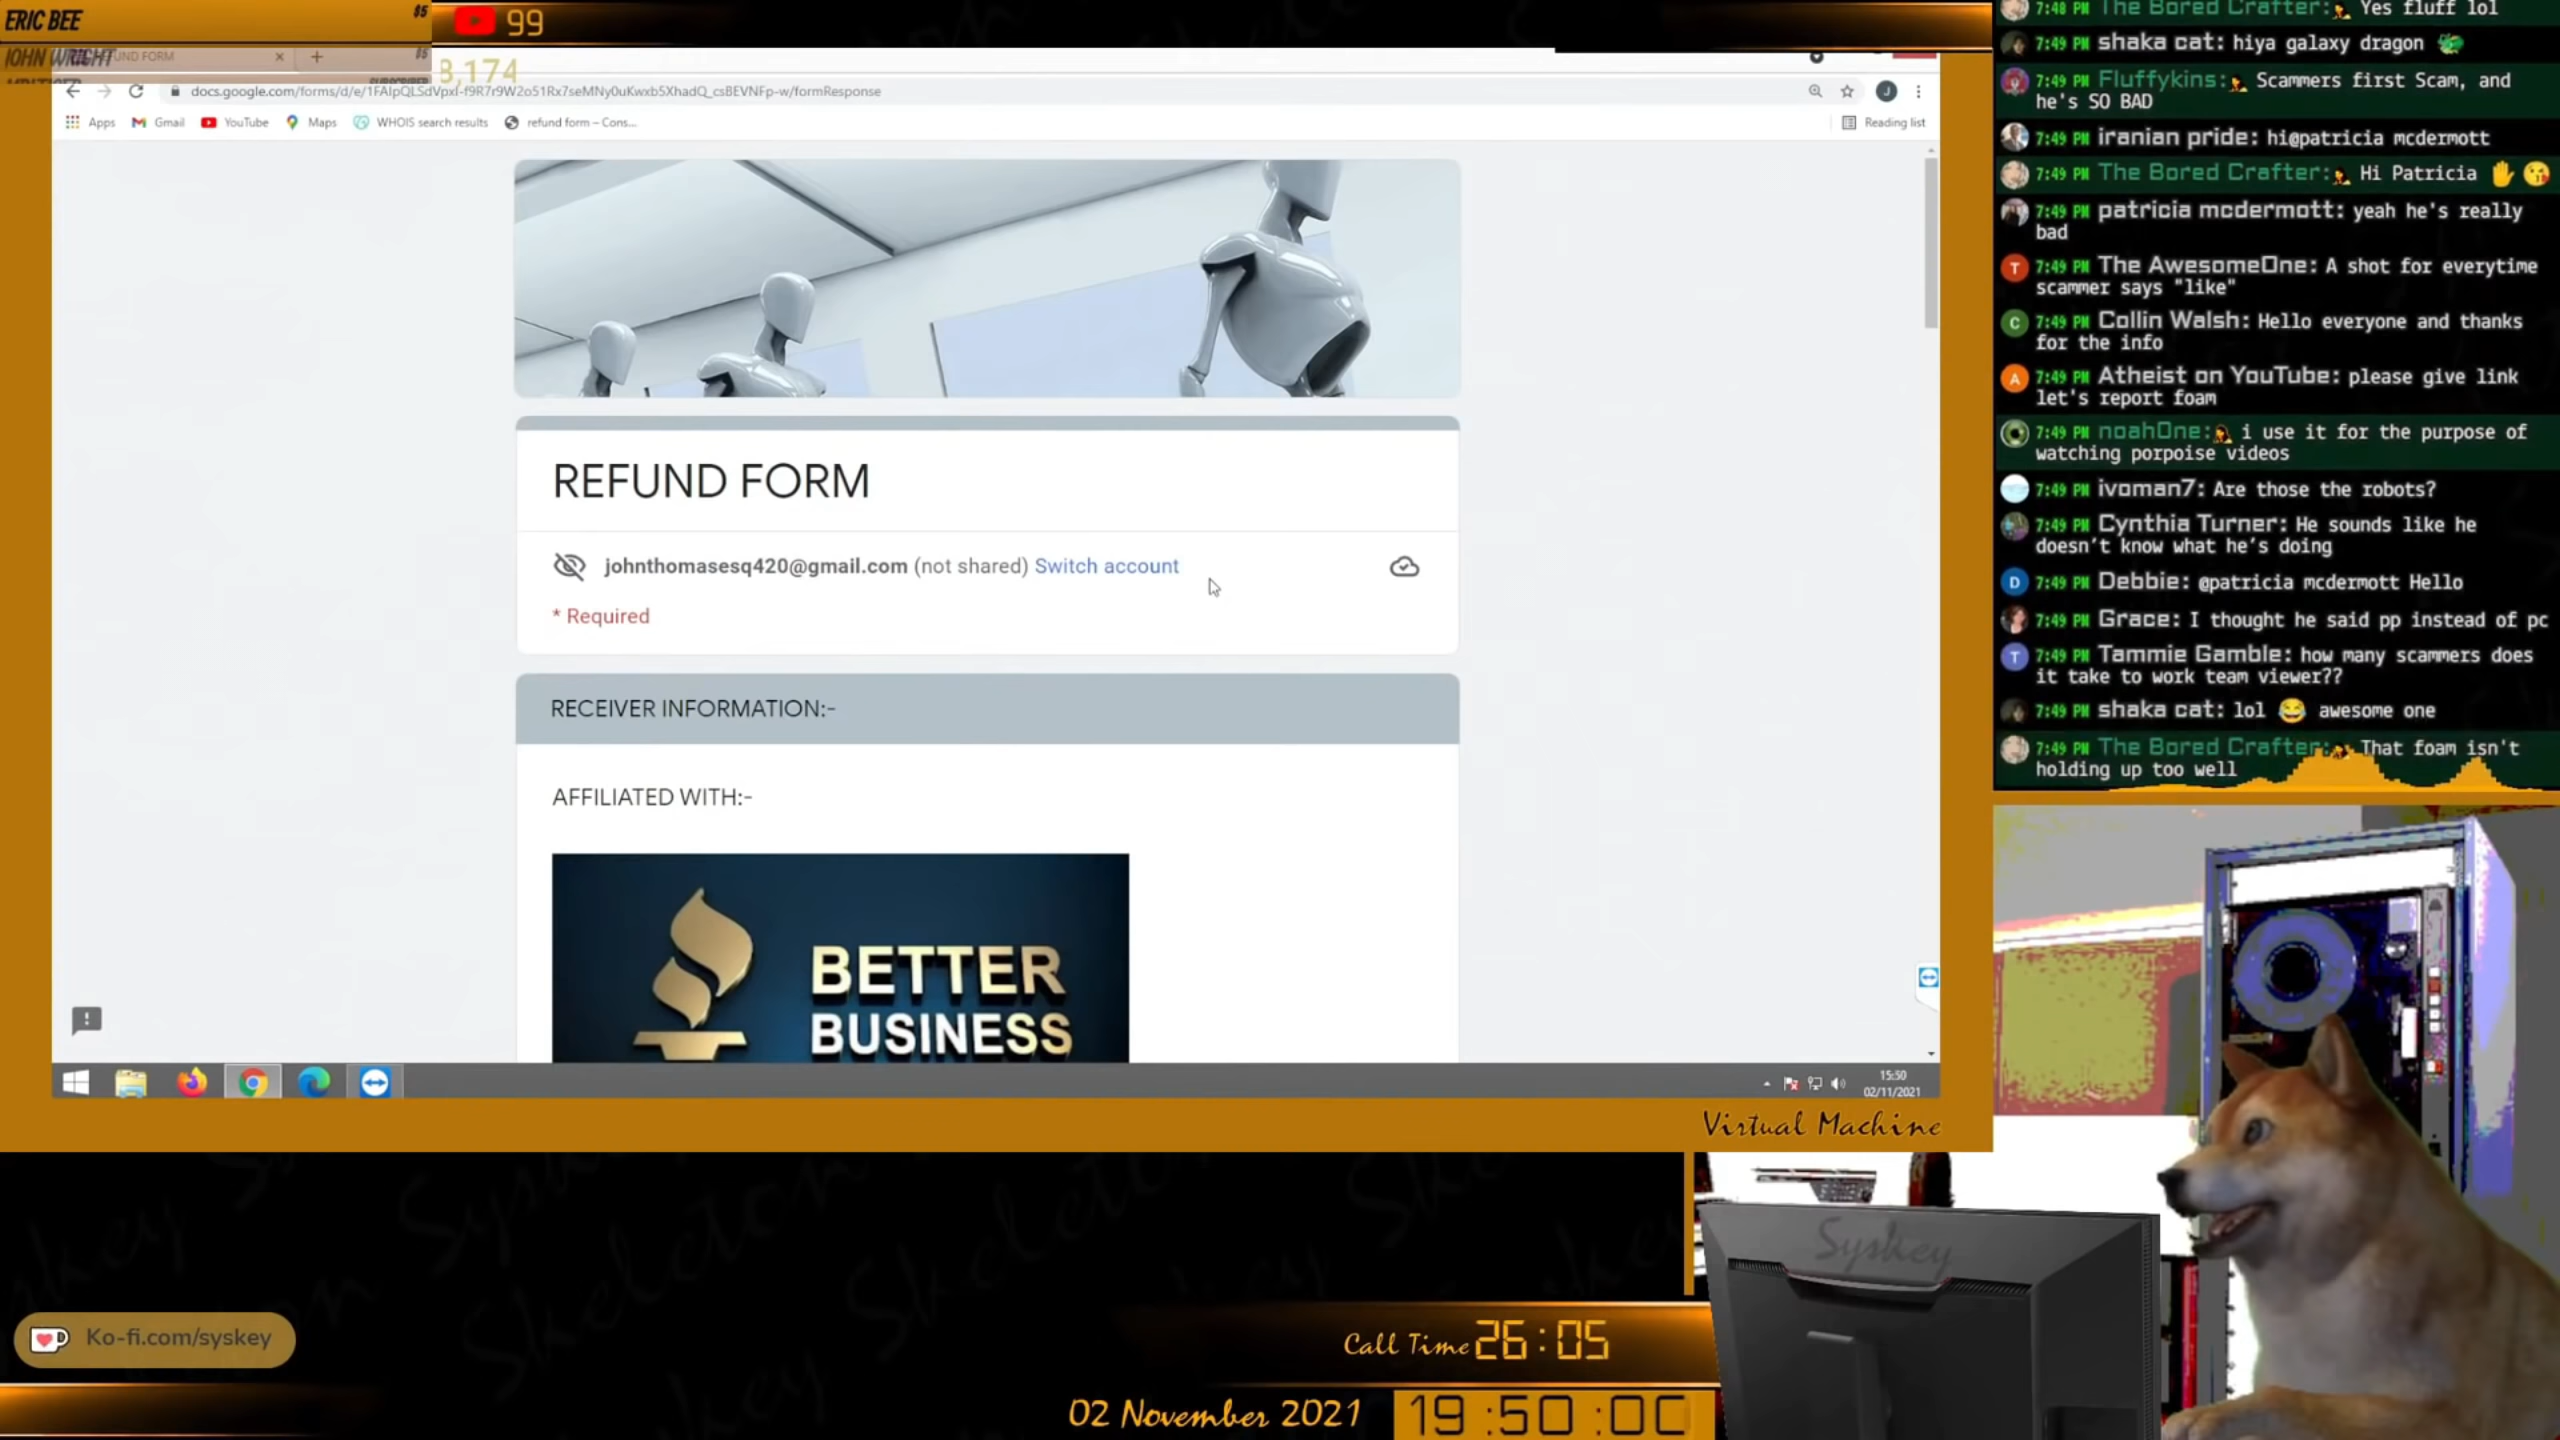 ERIC BEE
$5
99
JOHN WRIGHT
$5
SUBSCRIBER
8,174
docs.google.com/forms/d/e/1FAIpQLSdVpxI-f9R7r9W2o51Rx7seMNy0uKwxb5XhadQ_csBEVNFp-w/formResponse
J
Apps
Gmail
YouTube
Maps
WHOIS search results
refund form – Cons...
Reading list
REFUND FORM
johnthomasesq420@gmail.com (not shared) Switch account
* Required
RECEIVER INFORMATION:-
AFFILIATED WITH:-
BETTER
BUSINESS
15:50
02/11/2021
Virtual Machine
7:48 PM The Bored Crafter: Yes fluff lol
7:49 PM shaka cat: hiya galaxy dragon
7:49 PM Fluffykins: Scammers first Scam, and
he's SO BAD
7:49 PM iranian pride: hi@patricia mcdermott
7:49 PM The Bored Crafter: Hi Patricia
7:49 PM patricia mcdermott: yeah he's really
bad
T 7:49 PM The AwesomeOne: A shot for everytime
scammer says "like"
C 7:49 PM Collin Walsh: Hello everyone and thanks
for the info
A 7:49 PM Atheist on YouTube: please give link
let's report foam
7:49 PM noahOne: i use it for the purpose of
watching porpoise videos
7:49 PM ivoman7: Are those the robots?
7:49 PM Cynthia Turner: He sounds like he
doesn't know what he's doing
D 7:49 PM Debbie: @patricia mcdermott Hello
7:49 PM Grace: I thought he said pp instead of pc
T 7:49 PM Tammie Gamble: how many scammers does
it take to work team viewer??
7:49 PM shaka cat: lol awesome one
7:49 PM The Bored Crafter: That foam isn't
holding up too well
Syskey
Ko-fi.com/syskey
Call Time 26:05
02 November 2021
19:50:0